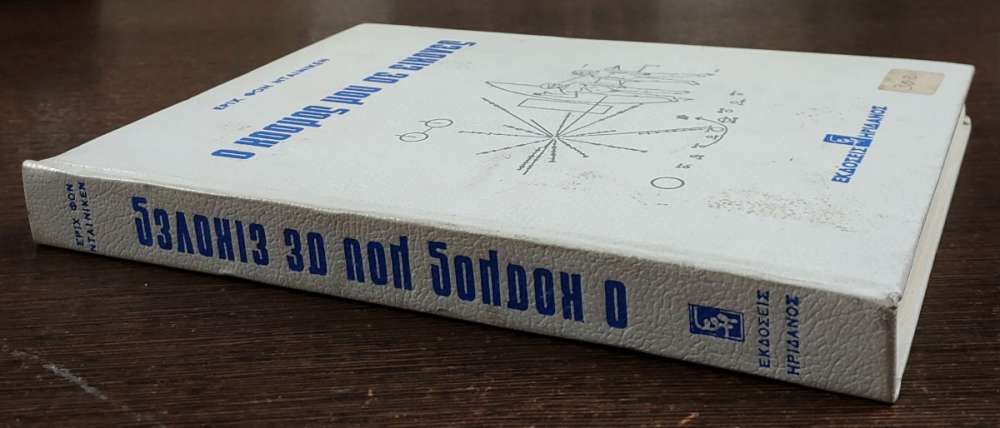 ΕΡΙΧ ΦΟΝ ΝΤΑΙΝΙΚΕΝ
Ο κοσμος μου σε εικονες
ΕΚΔΟΣΕΙΣ ΗΡΙΔΑΝΟΣ
ΕΡΙΧ ΦΟΝ
ΝΤΑΙΝΙΚΕΝ
Ο κοσμος μου σε εικονες
ΕΚΔΟΣΕΙΣ
ΗΡΙΔΑΝΟΣ